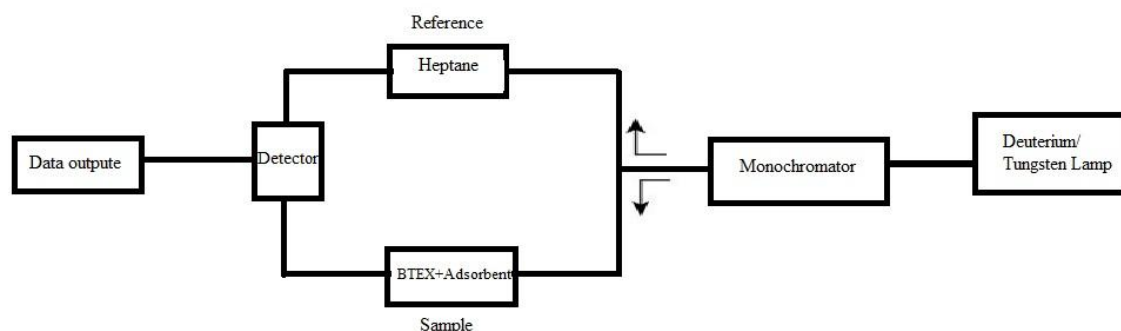 Reference
Heptane
Data outpute
Detector
Monochromator
Deuterium/
Tungsten Lamp
BTEX+Adsorbent
Sample